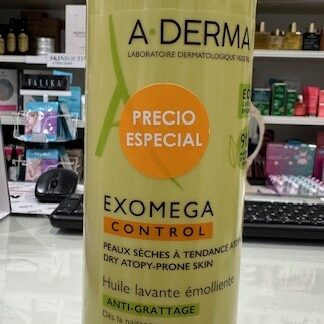 A-DERMA
LABORATOIRE DERMATOLOGIQUE
PRECIO
ESPECIAL
EXOMEGA
CONTROL
PEAUX SÈCHES À TENDANCE
DRY ATOPY-PRONE SKIN
Huile lavante émolliente
ANTI-GRATTAGE
TALIKA